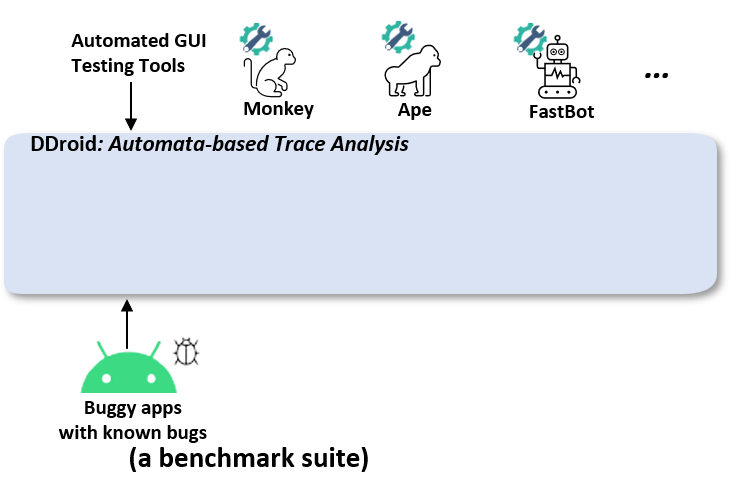 Automated GUI
Testing Tools
Monkey
Ape
FastBot
...
DDroid: Automata-based Trace Analysis
Buggy apps
with known bugs
(a benchmark suite)